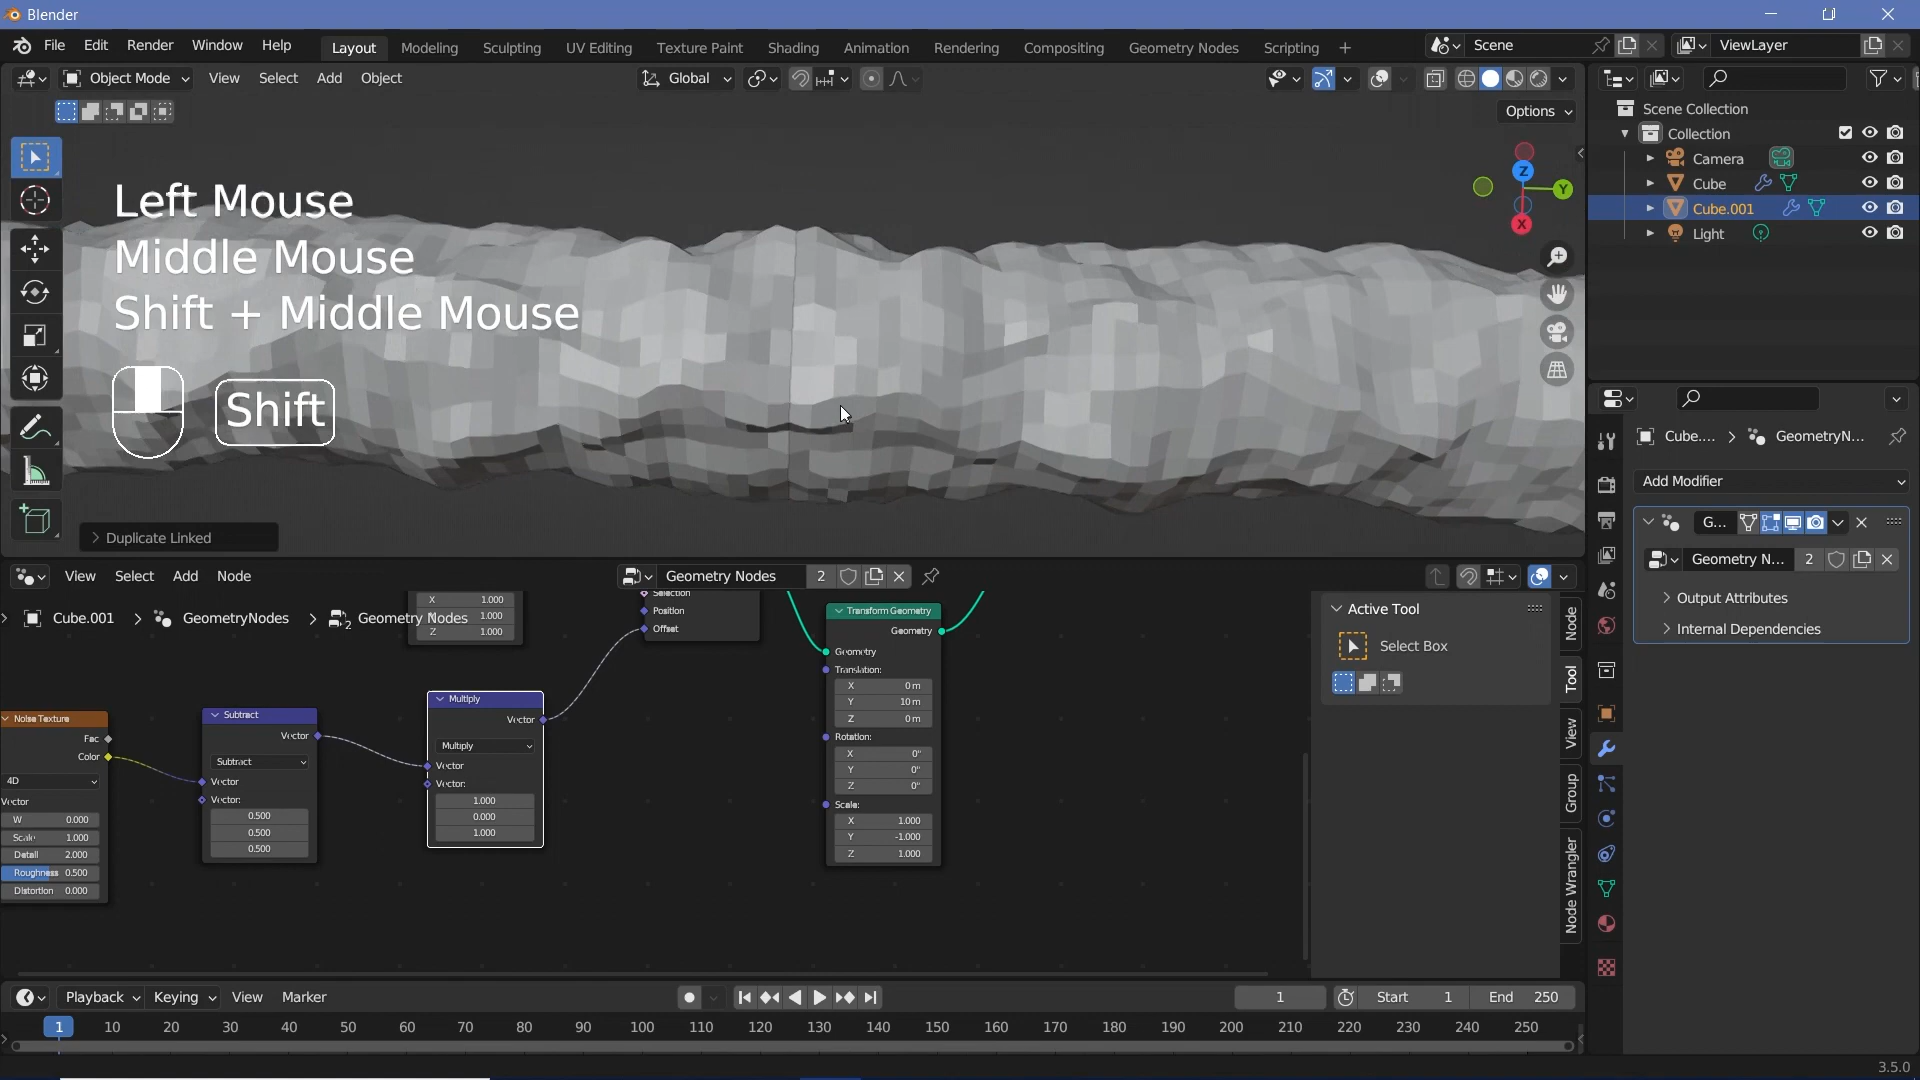 Blender
File Edit Render Window Help
Layout Modeling Sculpting UV Editing Texture Paint Shading Animation Rendering Compositing Geometry Nodes Scripting +
Scene
ViewLayer
Object Mode View Select Add Object
Global
Options
Left Mouse
Middle Mouse
Shift + Middle Mouse
Shift
Z
Y
X
Duplicate Linked
Scene Collection
Collection
Camera
Cube
Cube.001
Light
Cube.... > GeometryN...
Add Modifier
G...
Geometry N... 2
Output Attributes
Internal Dependencies
View Select Add Node
Geometry Nodes 2
Cube.001 > GeometryNodes > 2 Geometry Nodes
X 1.000
1.000
Z 1.000
Selection
Position
Offset
Noise Texture
Fac
Color
4D
Vector
W 0.000
Scale 1.000
Detail 2.000
Roughness 0.500
Distortion 0.000
Subtract
Vector
Subtract
Vector
Vector:
0.500
0.500
0.500
Multiply
Vector
Multiply
Vector
Vector:
1.000
0.000
1.000
Transform Geometry
Geometry
Geometry
Translation:
X 0 m
Y 10 m
Z 0 m
Rotation:
X 0°
Y 0°
Z 0°
Scale:
X 1.000
Y -1.000
Z 1.000
Active Tool
Select Box
Node
Tool
View
Group
Node Wrangler
Playback Keying View Marker
1
Start 1
End 250
1 10 20 30 40 50 60 70 80 90 100 110 120 130 140 150 160 170 180 190 200 210 220 230 240 250
3.5.0